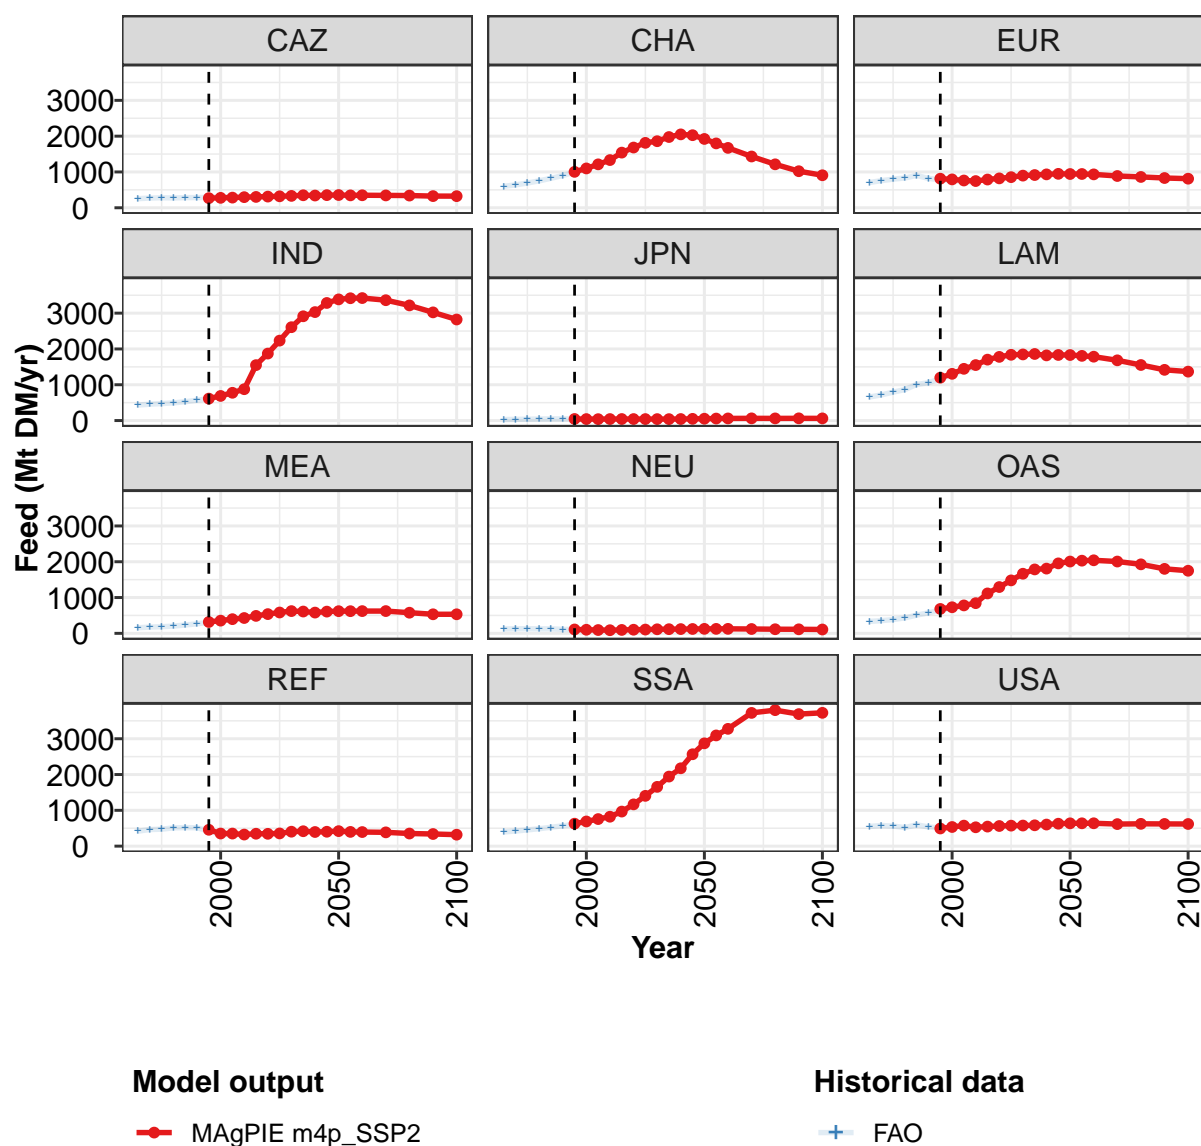 CAZ CHA EUR
3000
2000
1000
0
IND JPN LAM
3000
2000
1000
0
Feed (Mt DM/yr)
MEA NEU OAS
3000
2000
1000
0
REF SSA USA
3000
2000
1000
0
2000 2050 2100 2000 2050 2100 2000 2050 2100
Year
Model output Historical data
MAgPIE m4p_SSP2 FAO